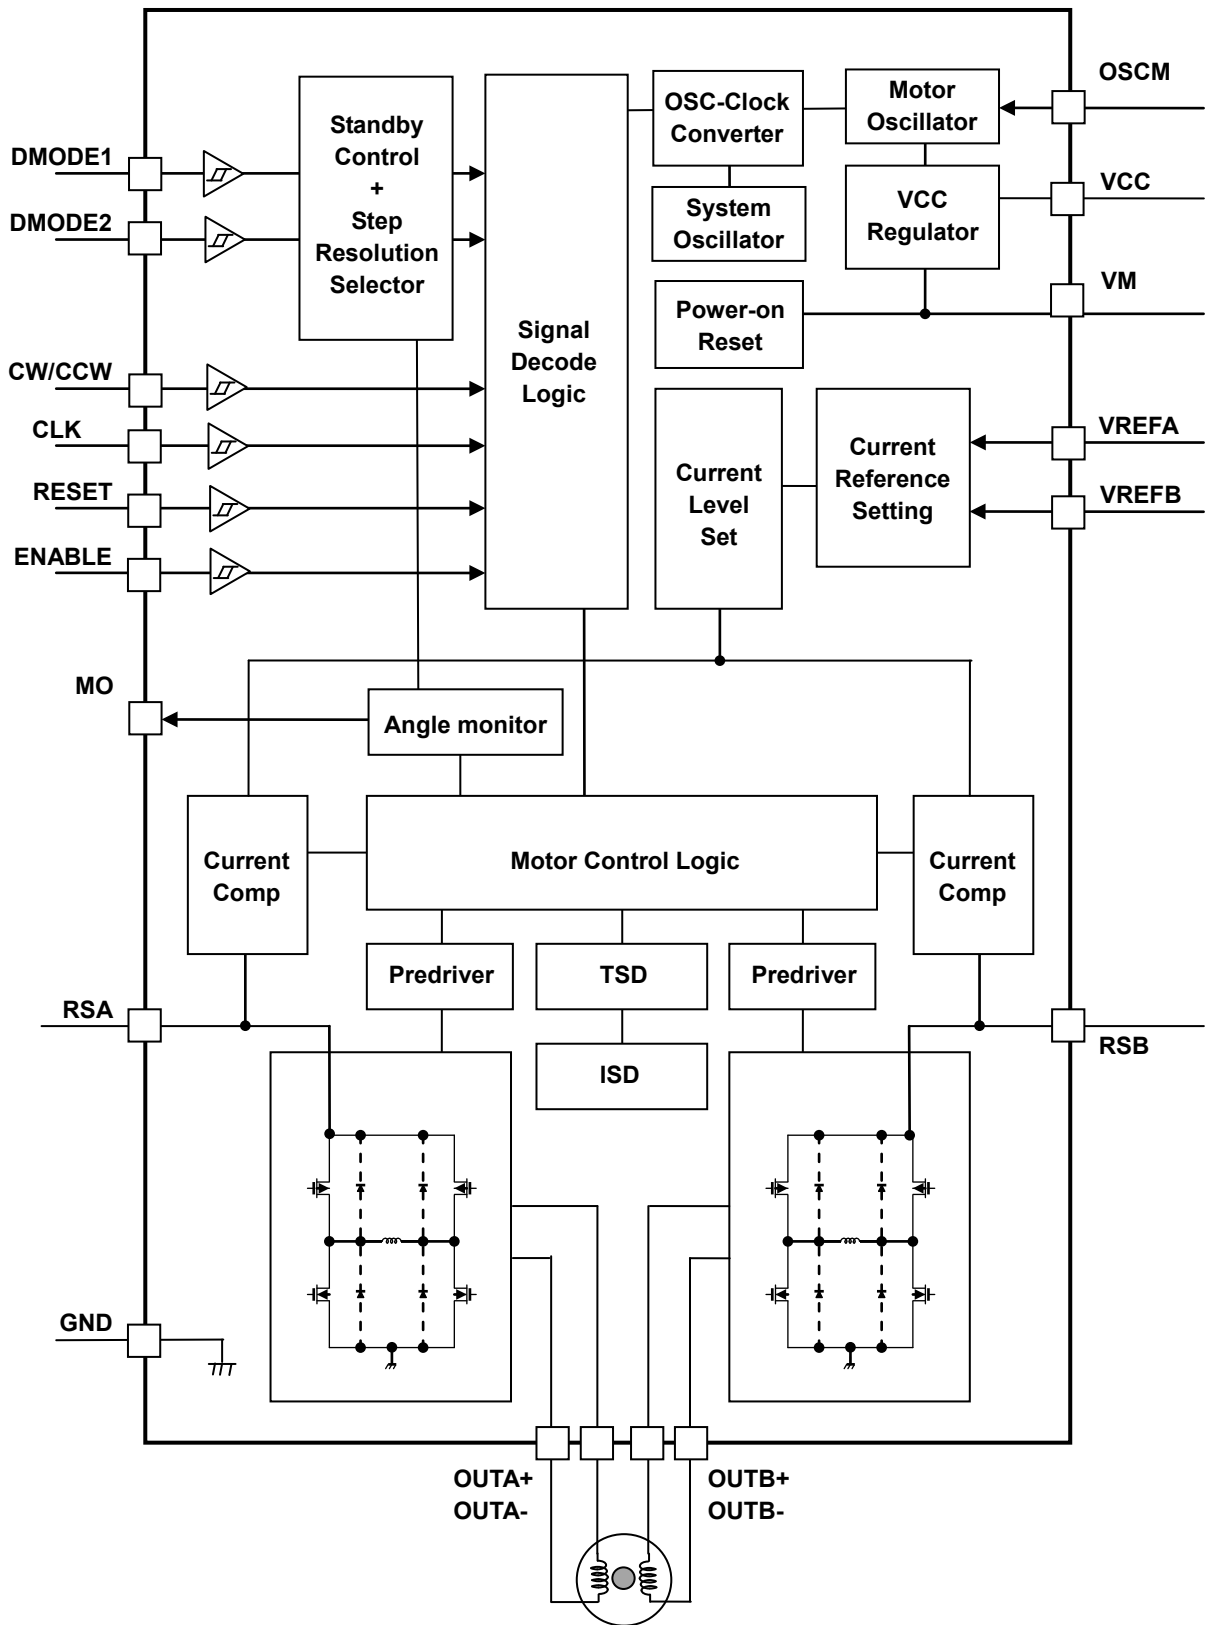 OSCM
Motor
Oscillator
OSC-Clock
Converter
Standby
Control
+
Step
Resolution
Selector
DMODE1
VCC
DMODE2
System
Oscillator
VCC
Regulator
VM
Power-on
Reset
Signal
Decode
Logic
CW/CCW
CLK
VREFA
Current
Level
Set
Current
Reference
Setting
RESET
VREFB
ENABLE
MO
Angle monitor
Current
Comp
Motor Control Logic
Current
Comp
Predriver
TSD
Predriver
RSA
RSB
ISD
GND
OUTA+
OUTA-
OUTB+
OUTB-